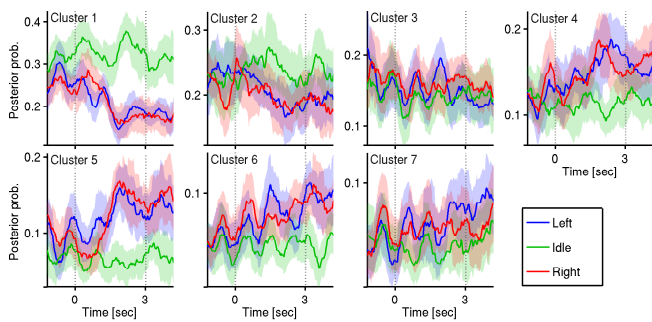 Cluster 1
Cluster 2
Cluster 3
Cluster 4
Posterior prob.
0.4
0.3
0.2
0.3
0.2
0.2
0.1
0.2
0.1
Time [sec]
0
3
Cluster 5
Cluster 6
Cluster 7
Posterior prob.
0.2
0.1
0.1
0.1
0
3
0
3
0
3
Time [sec]
Time [sec]
Time [sec]
Left
Idle
Right